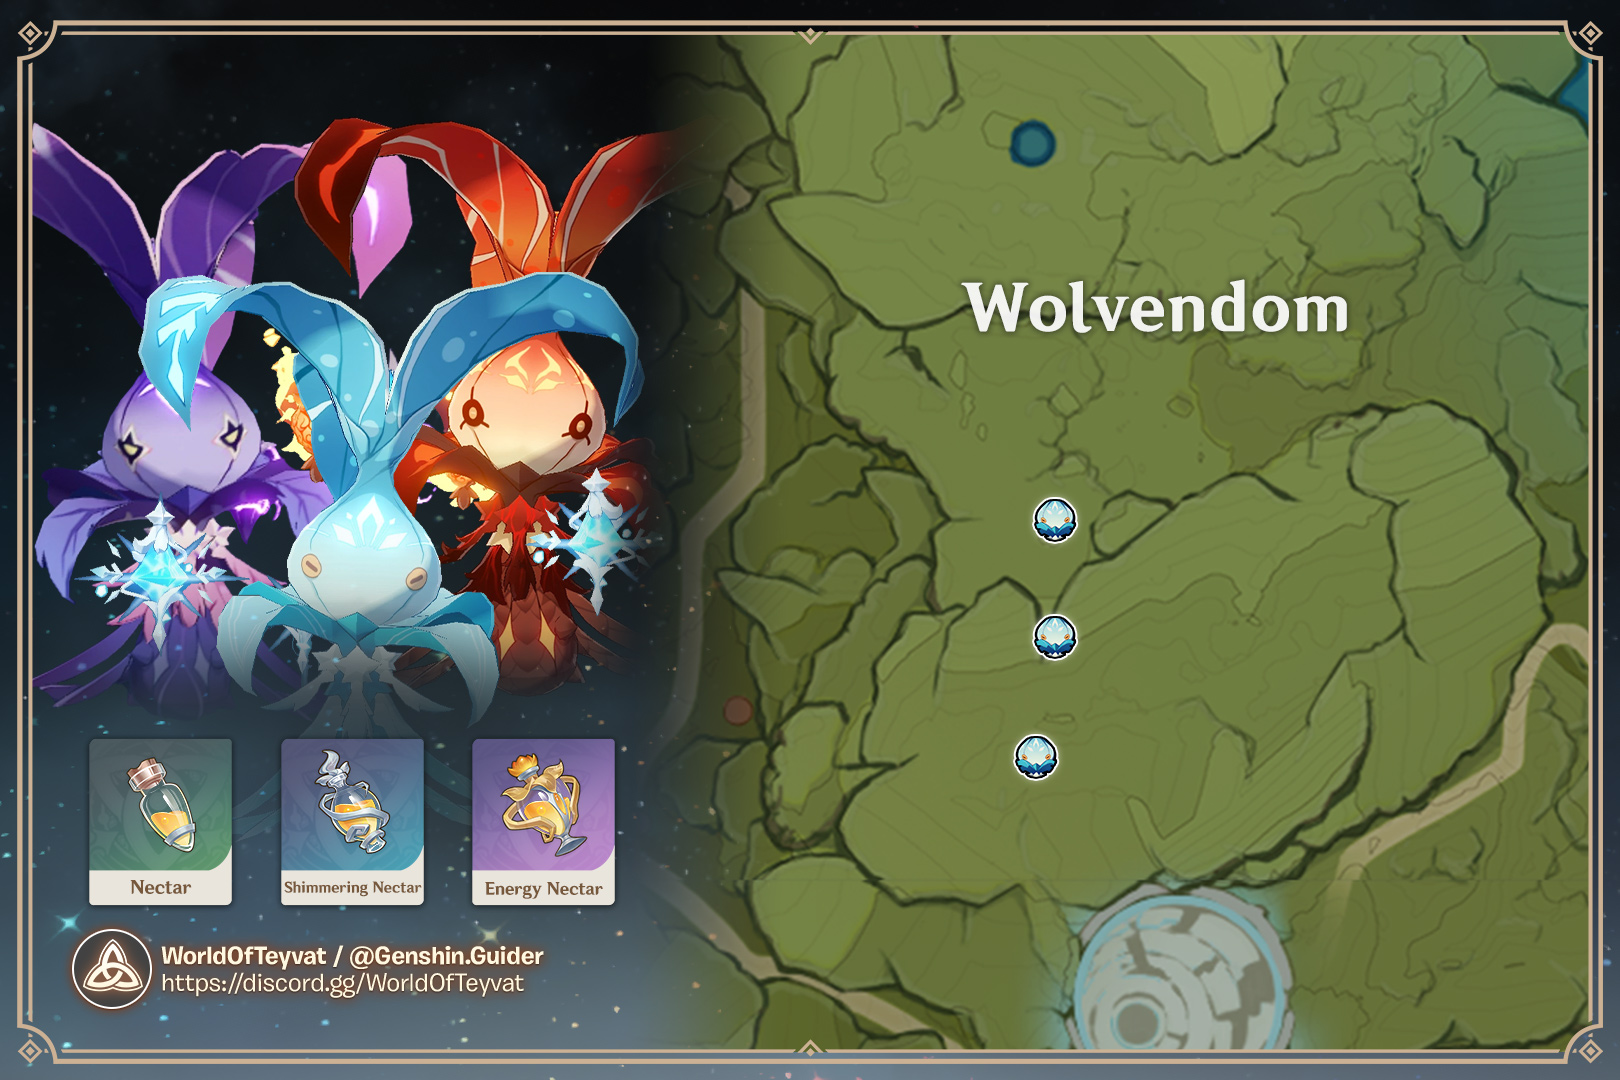 Wolvendom
Nectar
Shimmering Nectar
Energy Nectar
WorldOfTeyvat / @Genshin.Guider
https://discord.gg/WorldOfTeyvat